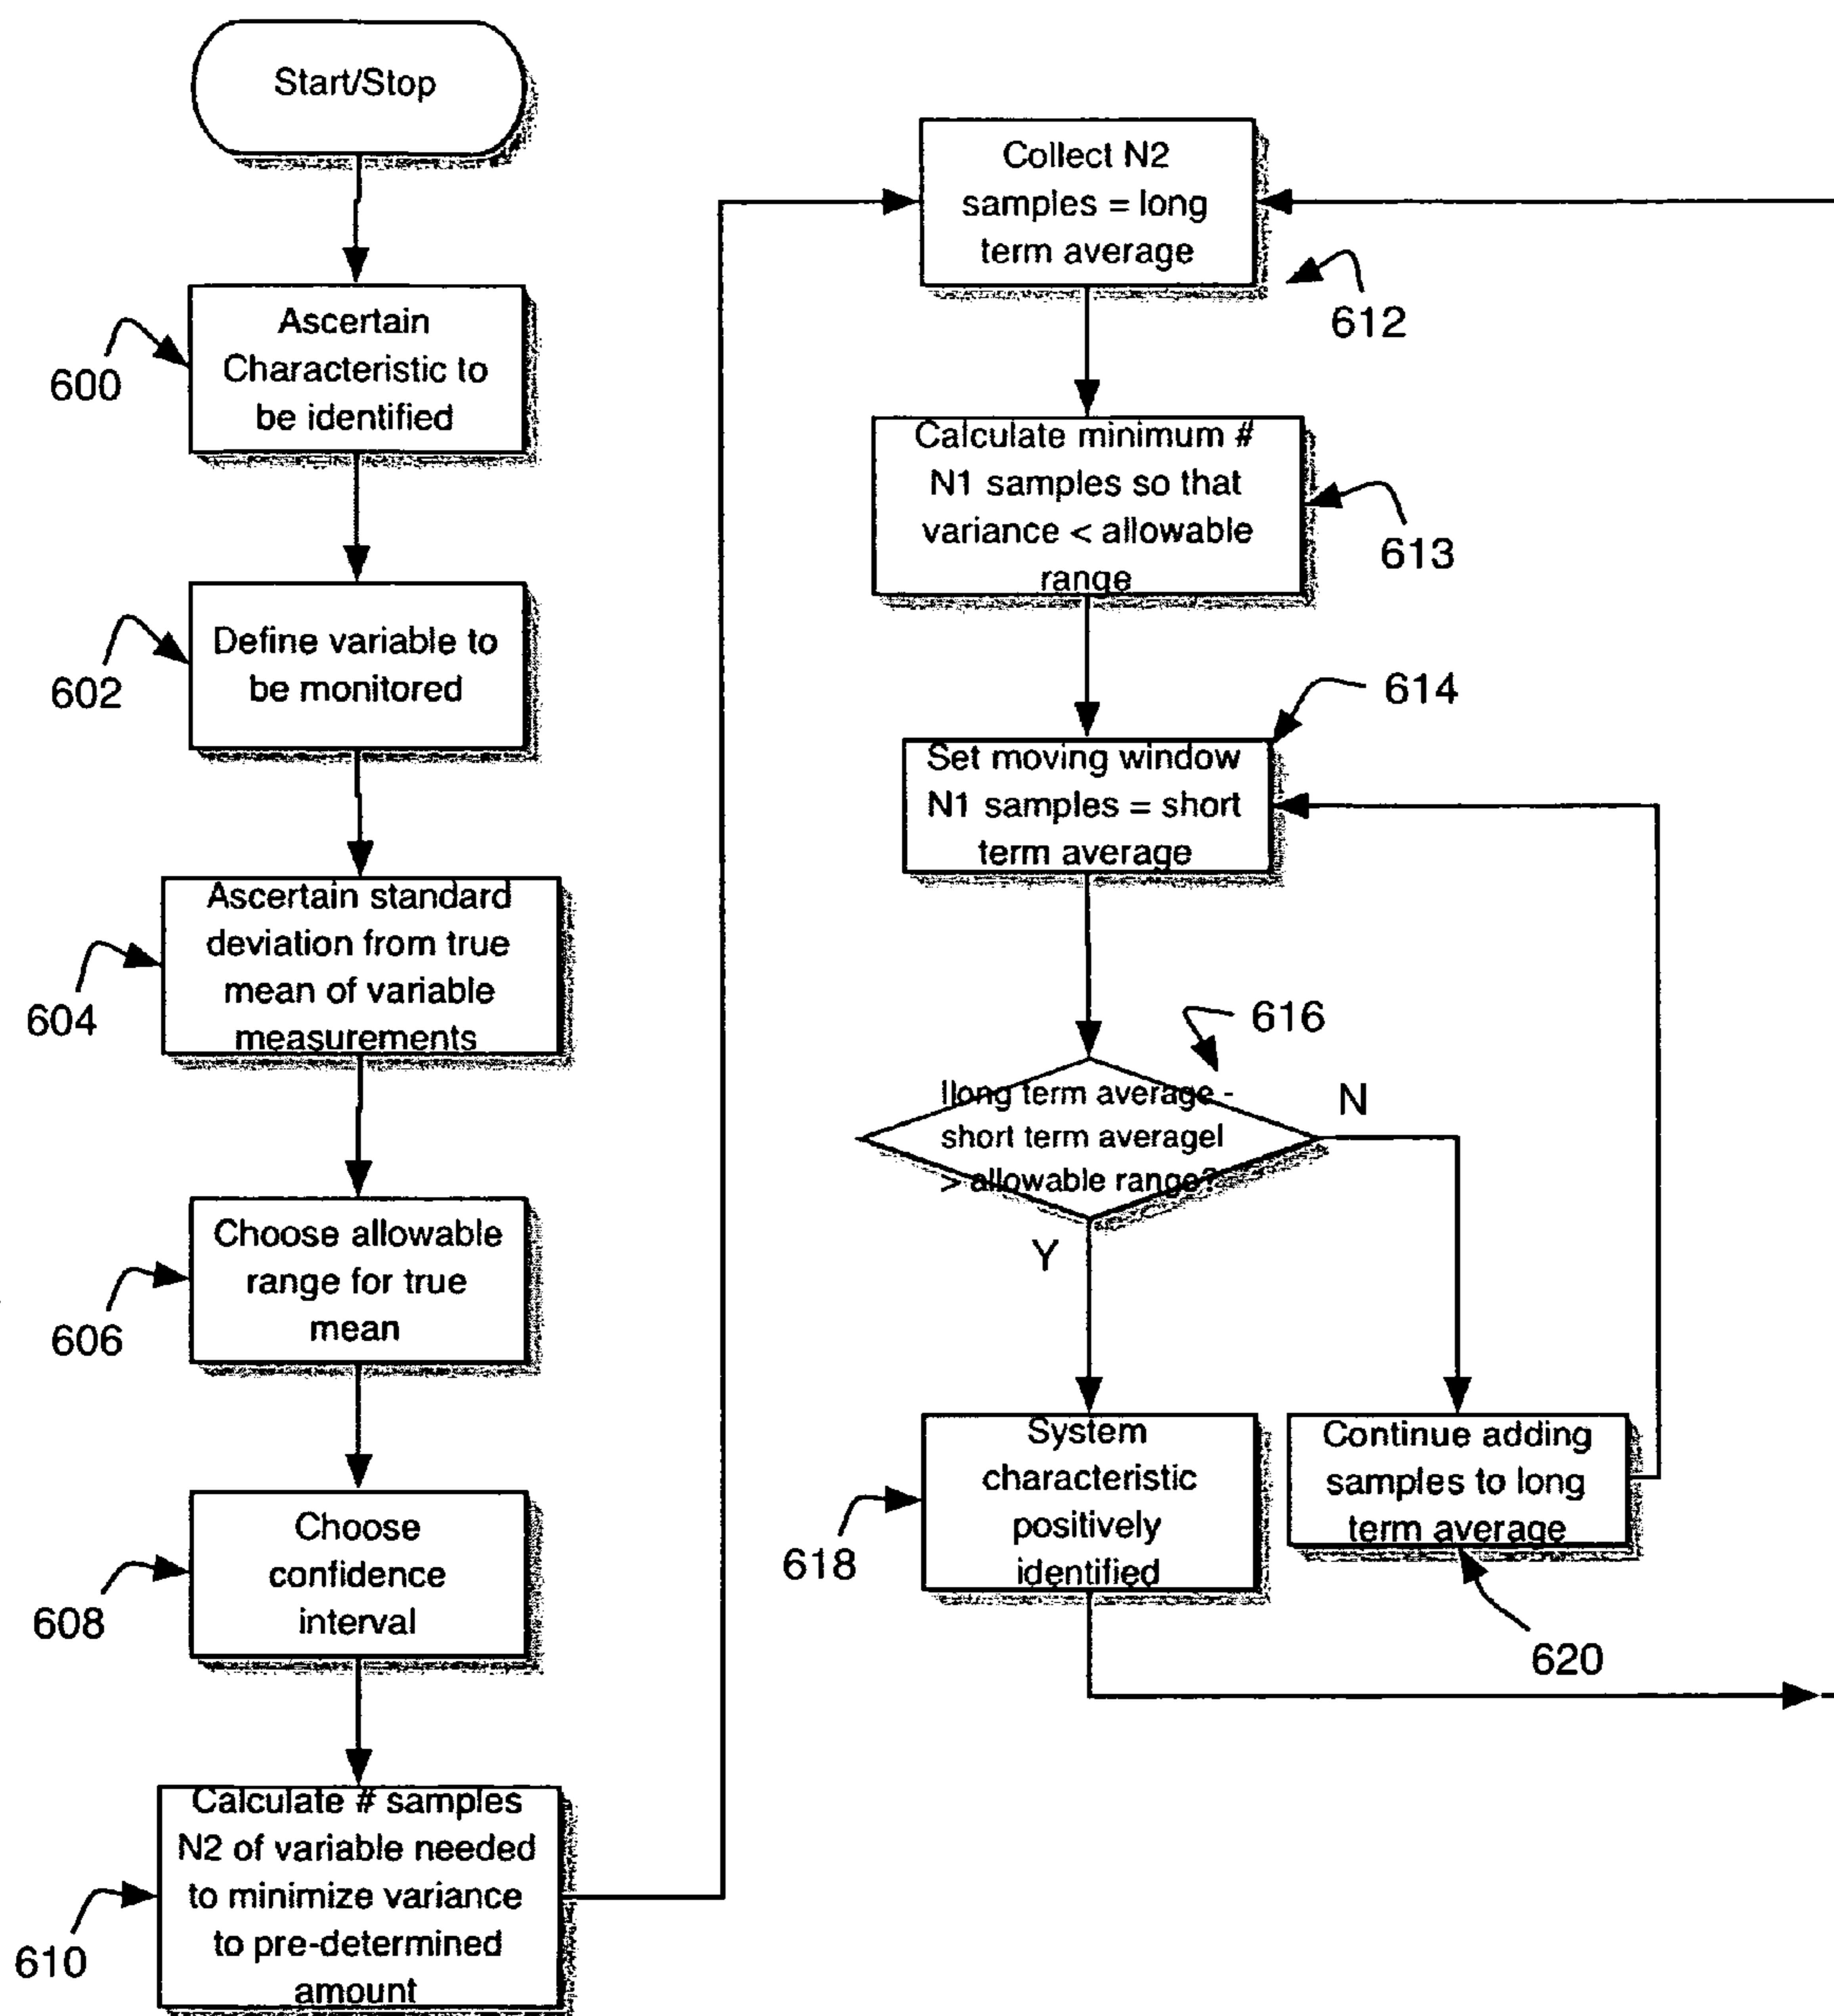 Start/Stop
Ascertain
Characteristic to
be identified
600
Define variable to
be monitored
602
Ascertain standard
deviation from true
mean of variable
measurements
604
Choose allowable
range for true
mean
606
Choose
confidence
interval
608
Calculate # samples
N2 of variable needed
to minimize variance
to pre-determined
amount
610
Collect N2
samples = long
term average
612
Calculate minimum #
N1 samples so that
variance < allowable
range
613
614
Set moving window
N1 samples = short
term average
616
|long term average -
short term average|
> allowable range?
N
Y
System
characteristic
positively
identified
618
Continue adding
samples to long
term average
620